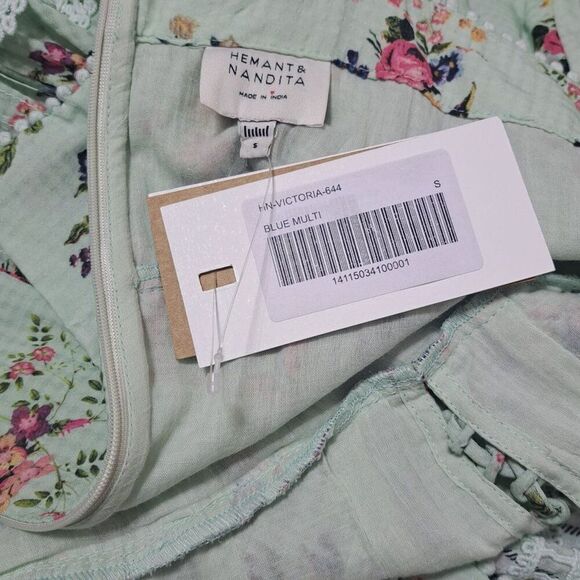 HEMANT &
NANDITA
MADE IN INDIA
S
HN-VICTORIA-644
S
BLUE MULTI
14115034100001